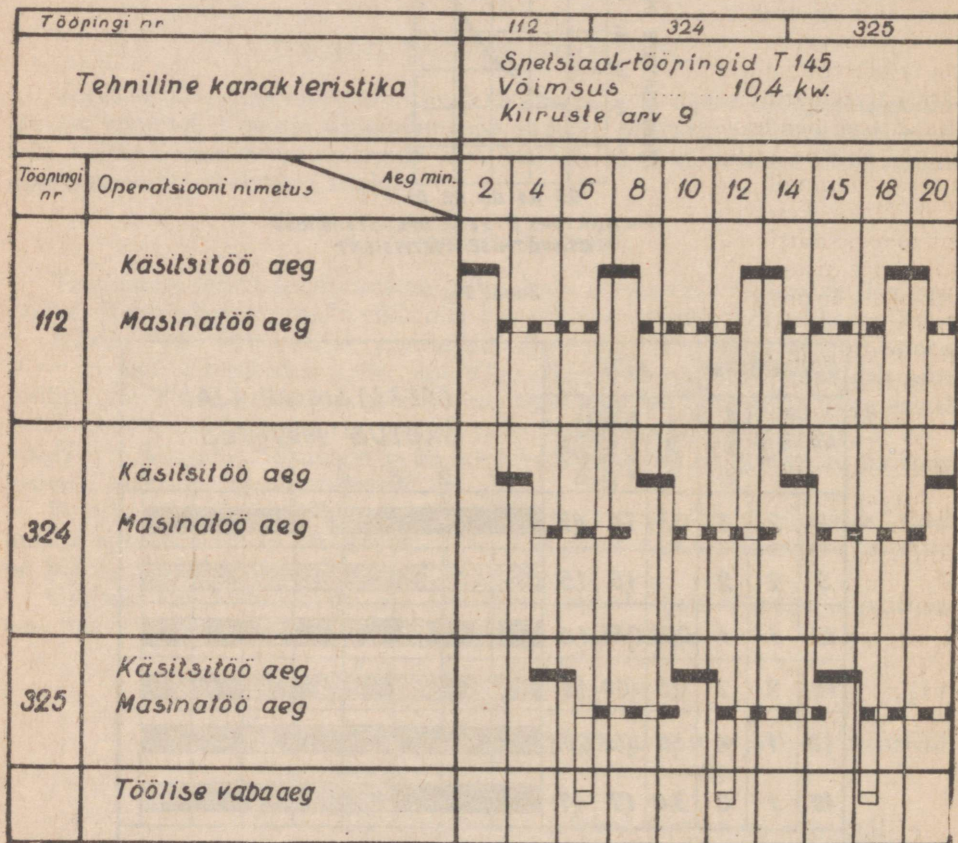 Tööpingi nr 112 324 325
Tehniline karakteristika
Spetsiaal-tööpingid T 145
Võimsus ..... 10,4 kw.
Kiiruste arv 9
Tööpingi nr
Operatsiooni nimetus
Aeg min.
2 4 6 8 10 12 14 15 18 20
112
Käsitsitöö aeg
Masinatöö aeg
324
Käsitsitöö aeg
Masinatöö aeg
325
Käsitsitöö aeg
Masinatöö aeg
Töölise vaba aeg